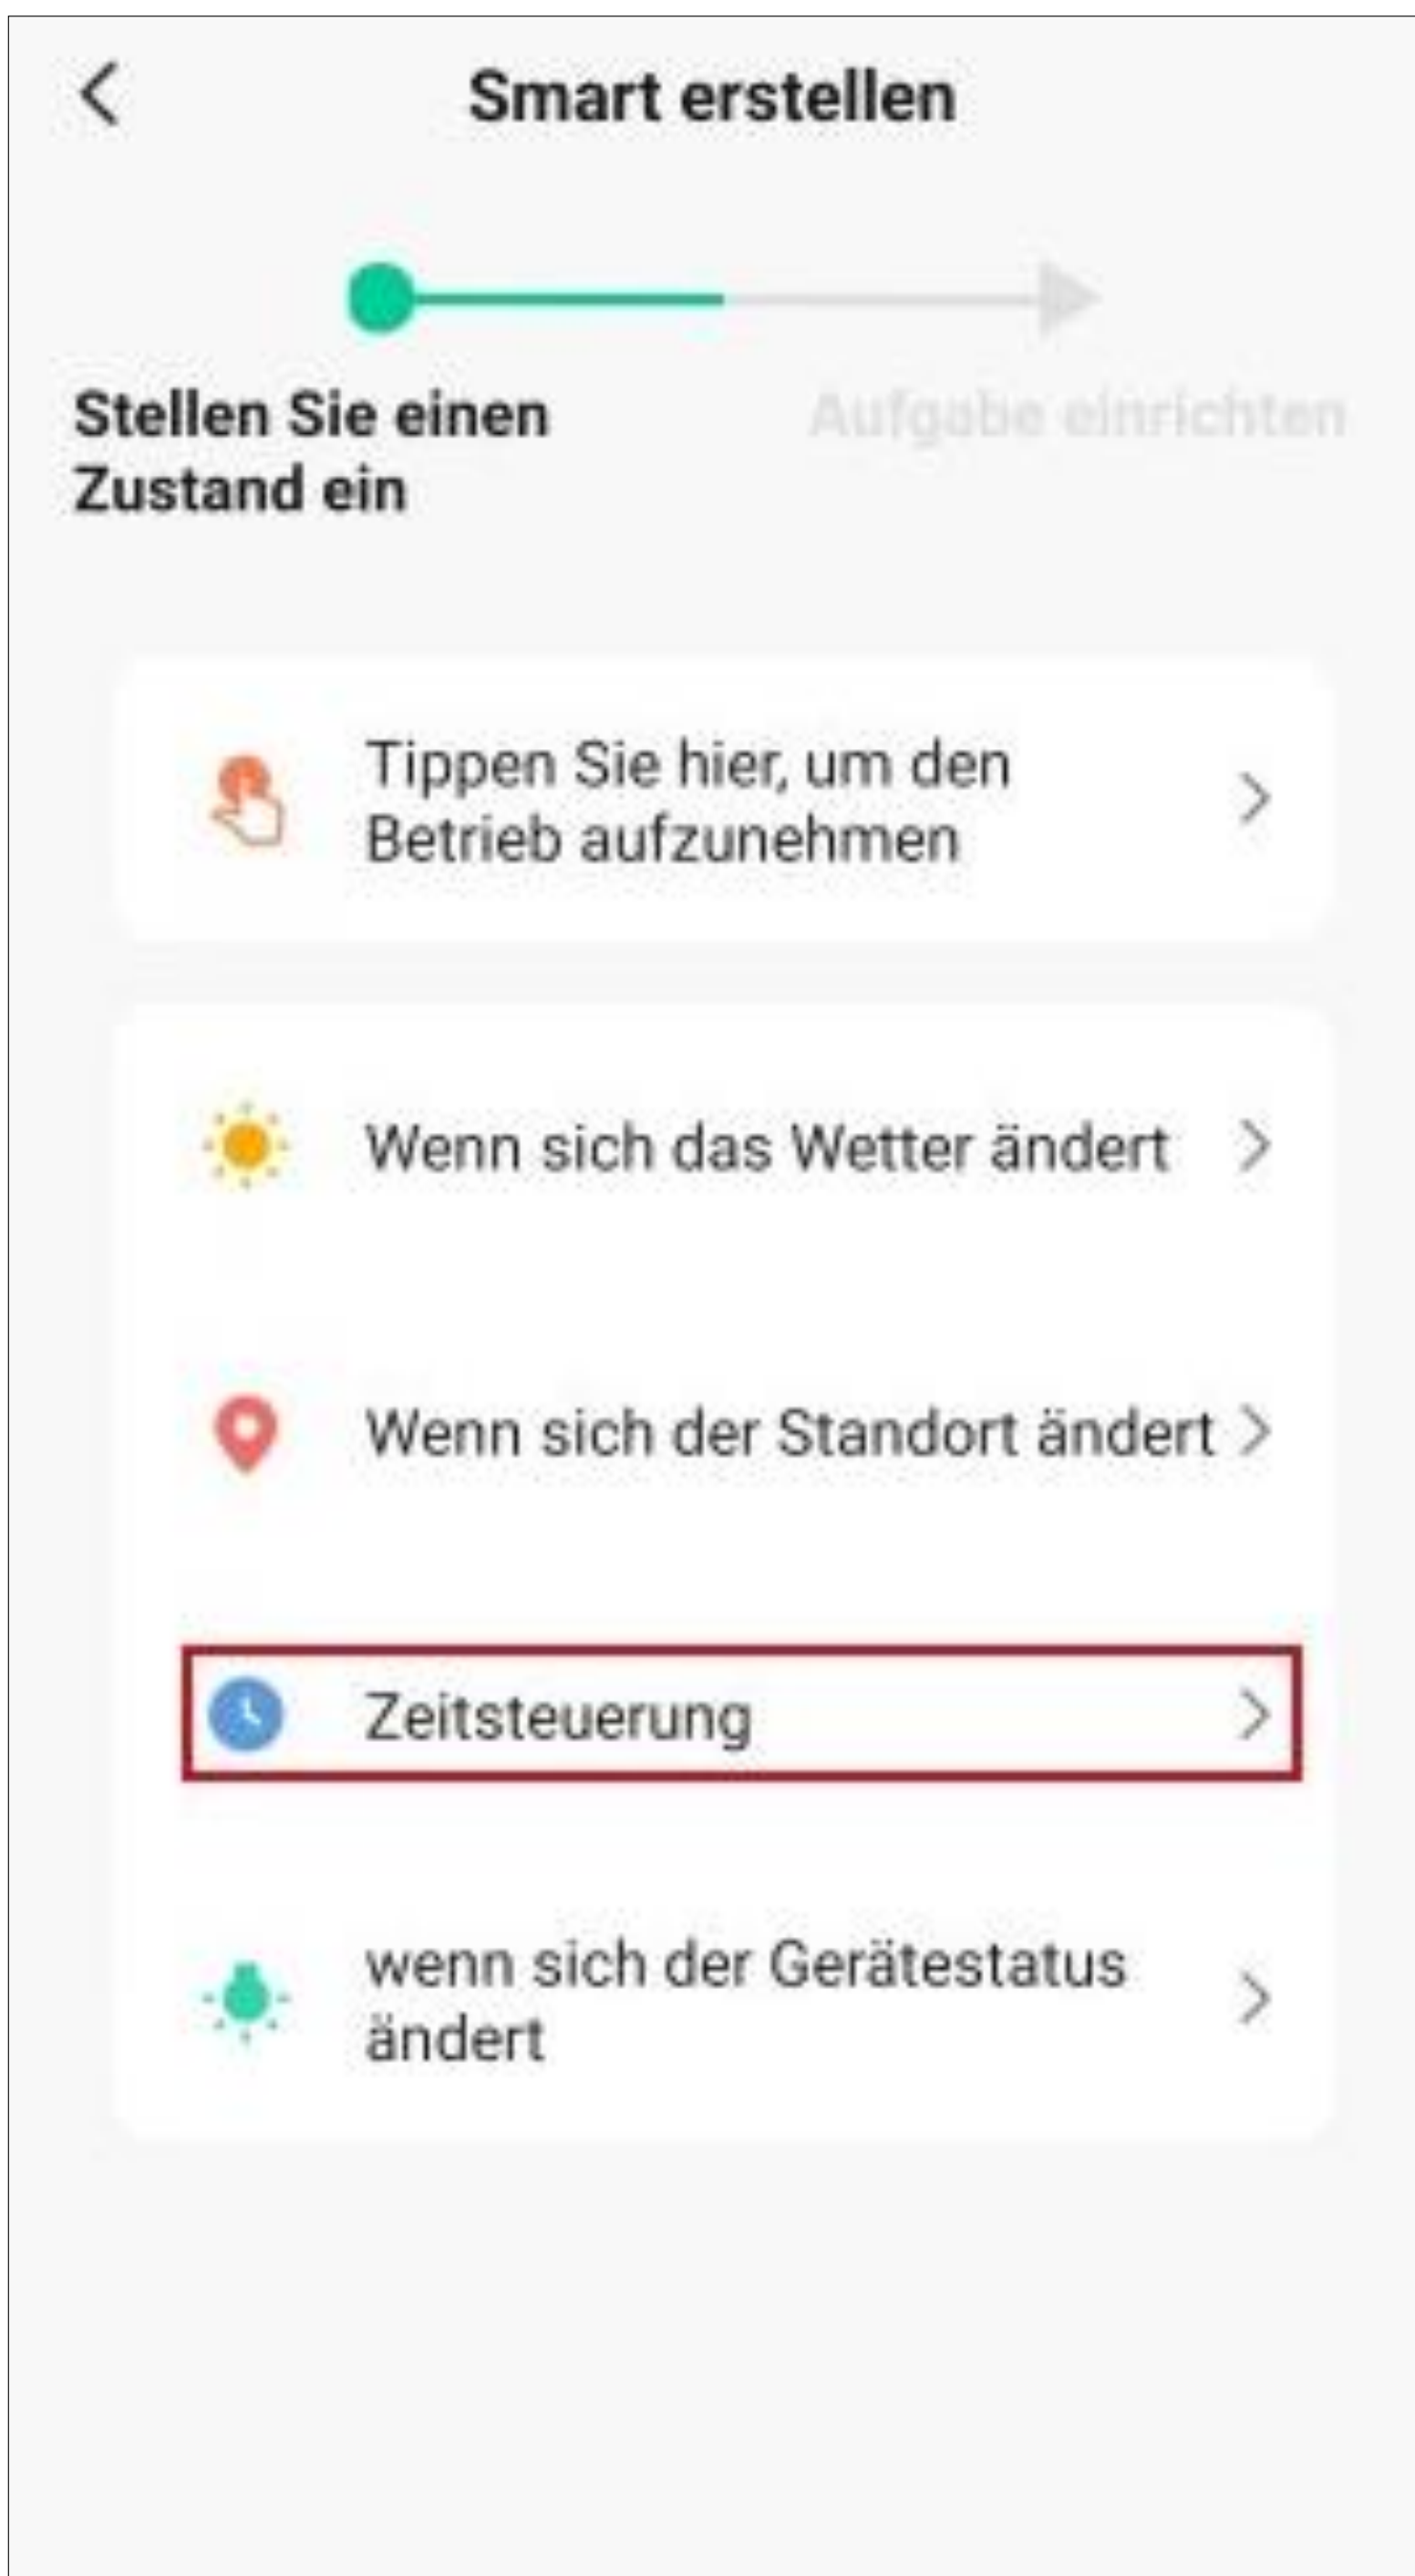 Smart erstellen
Stellen Sie einen
Zustand ein
Aufgabe einrichten
Tippen Sie hier, um den
Betrieb aufzunehmen
Wenn sich das Wetter ändert
Wenn sich der Standort ändert
Zeitsteuerung
wenn sich der Gerätestatus
ändert